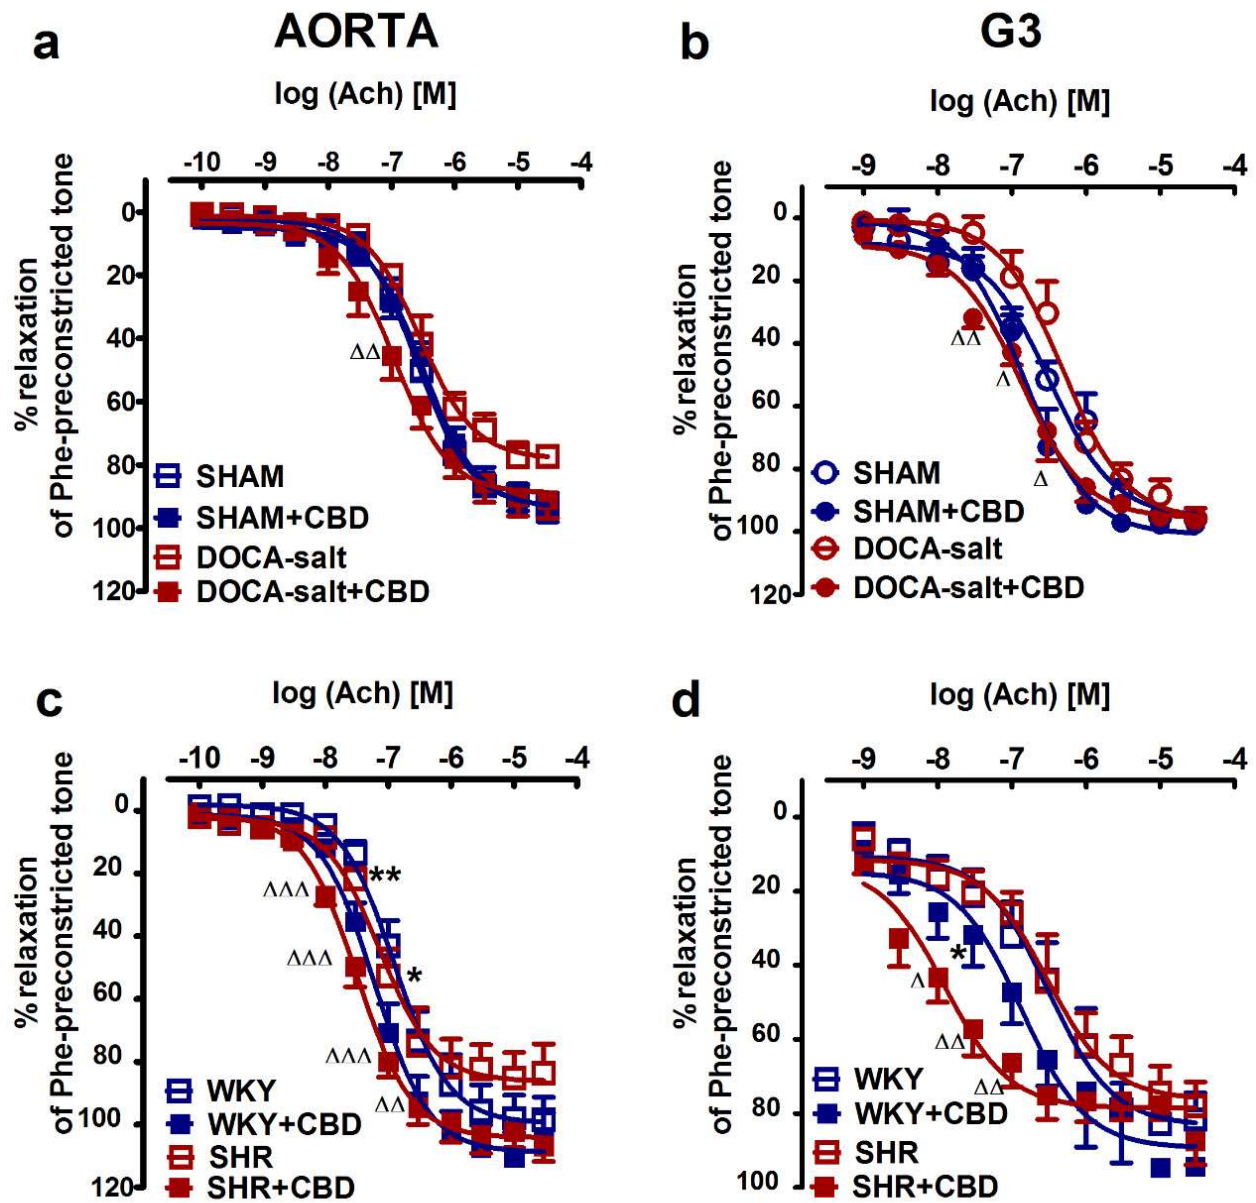 a
AORTA
log (Ach) [M]
-10 -9 -8 -7 -6 -5 -4
% relaxation
of Phe-preconstricted tone
0
20
40
60
80
100
120
ΔΔ
SHAM
SHAM+CBD
DOCA-salt
DOCA-salt+CBD
b
G3
log (Ach) [M]
-9 -8 -7 -6 -5 -4
% relaxation
of Phe-preconstricted tone
0
20
40
60
80
100
120
ΔΔ
Δ
Δ
SHAM
SHAM+CBD
DOCA-salt
DOCA-salt+CBD
c
log (Ach) [M]
-10 -9 -8 -7 -6 -5 -4
% relaxation
of Phe-preconstricted tone
0
20
40
60
80
100
120
**
ΔΔΔ
ΔΔΔ
*
ΔΔΔ
ΔΔ
WKY
WKY+CBD
SHR
SHR+CBD
d
log (Ach) [M]
-9 -8 -7 -6 -5 -4
% relaxation
of Phe-preconstricted tone
0
20
40
60
80
100
*
Δ
ΔΔ
ΔΔ
WKY
WKY+CBD
SHR
SHR+CBD